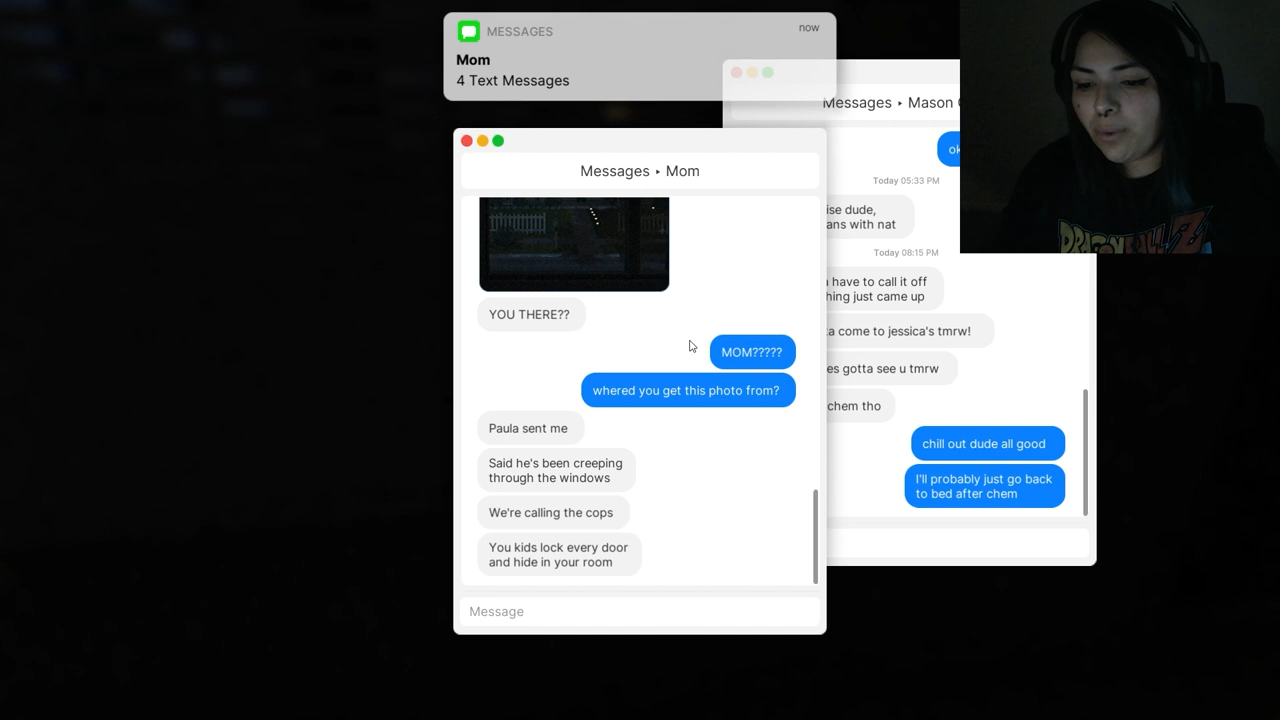 MESSAGES
now
Mom
4 Text Messages
Messages ‣ Mom
YOU THERE??
MOM?????
whered you get this photo from?
Paula sent me
Said he's been creeping
through the windows
We're calling the cops
You kids lock every door
and hide in your room
Message
Messages ‣ Mason
ok
Today 05:33 PM
dude,
with nat
Today 08:15 PM
have to call it off
just came up
come to jessica's tmrw!
gotta see u tmrw
chem tho
chill out dude all good
I'll probably just go back
to bed after chem
DRAGON BALL Z